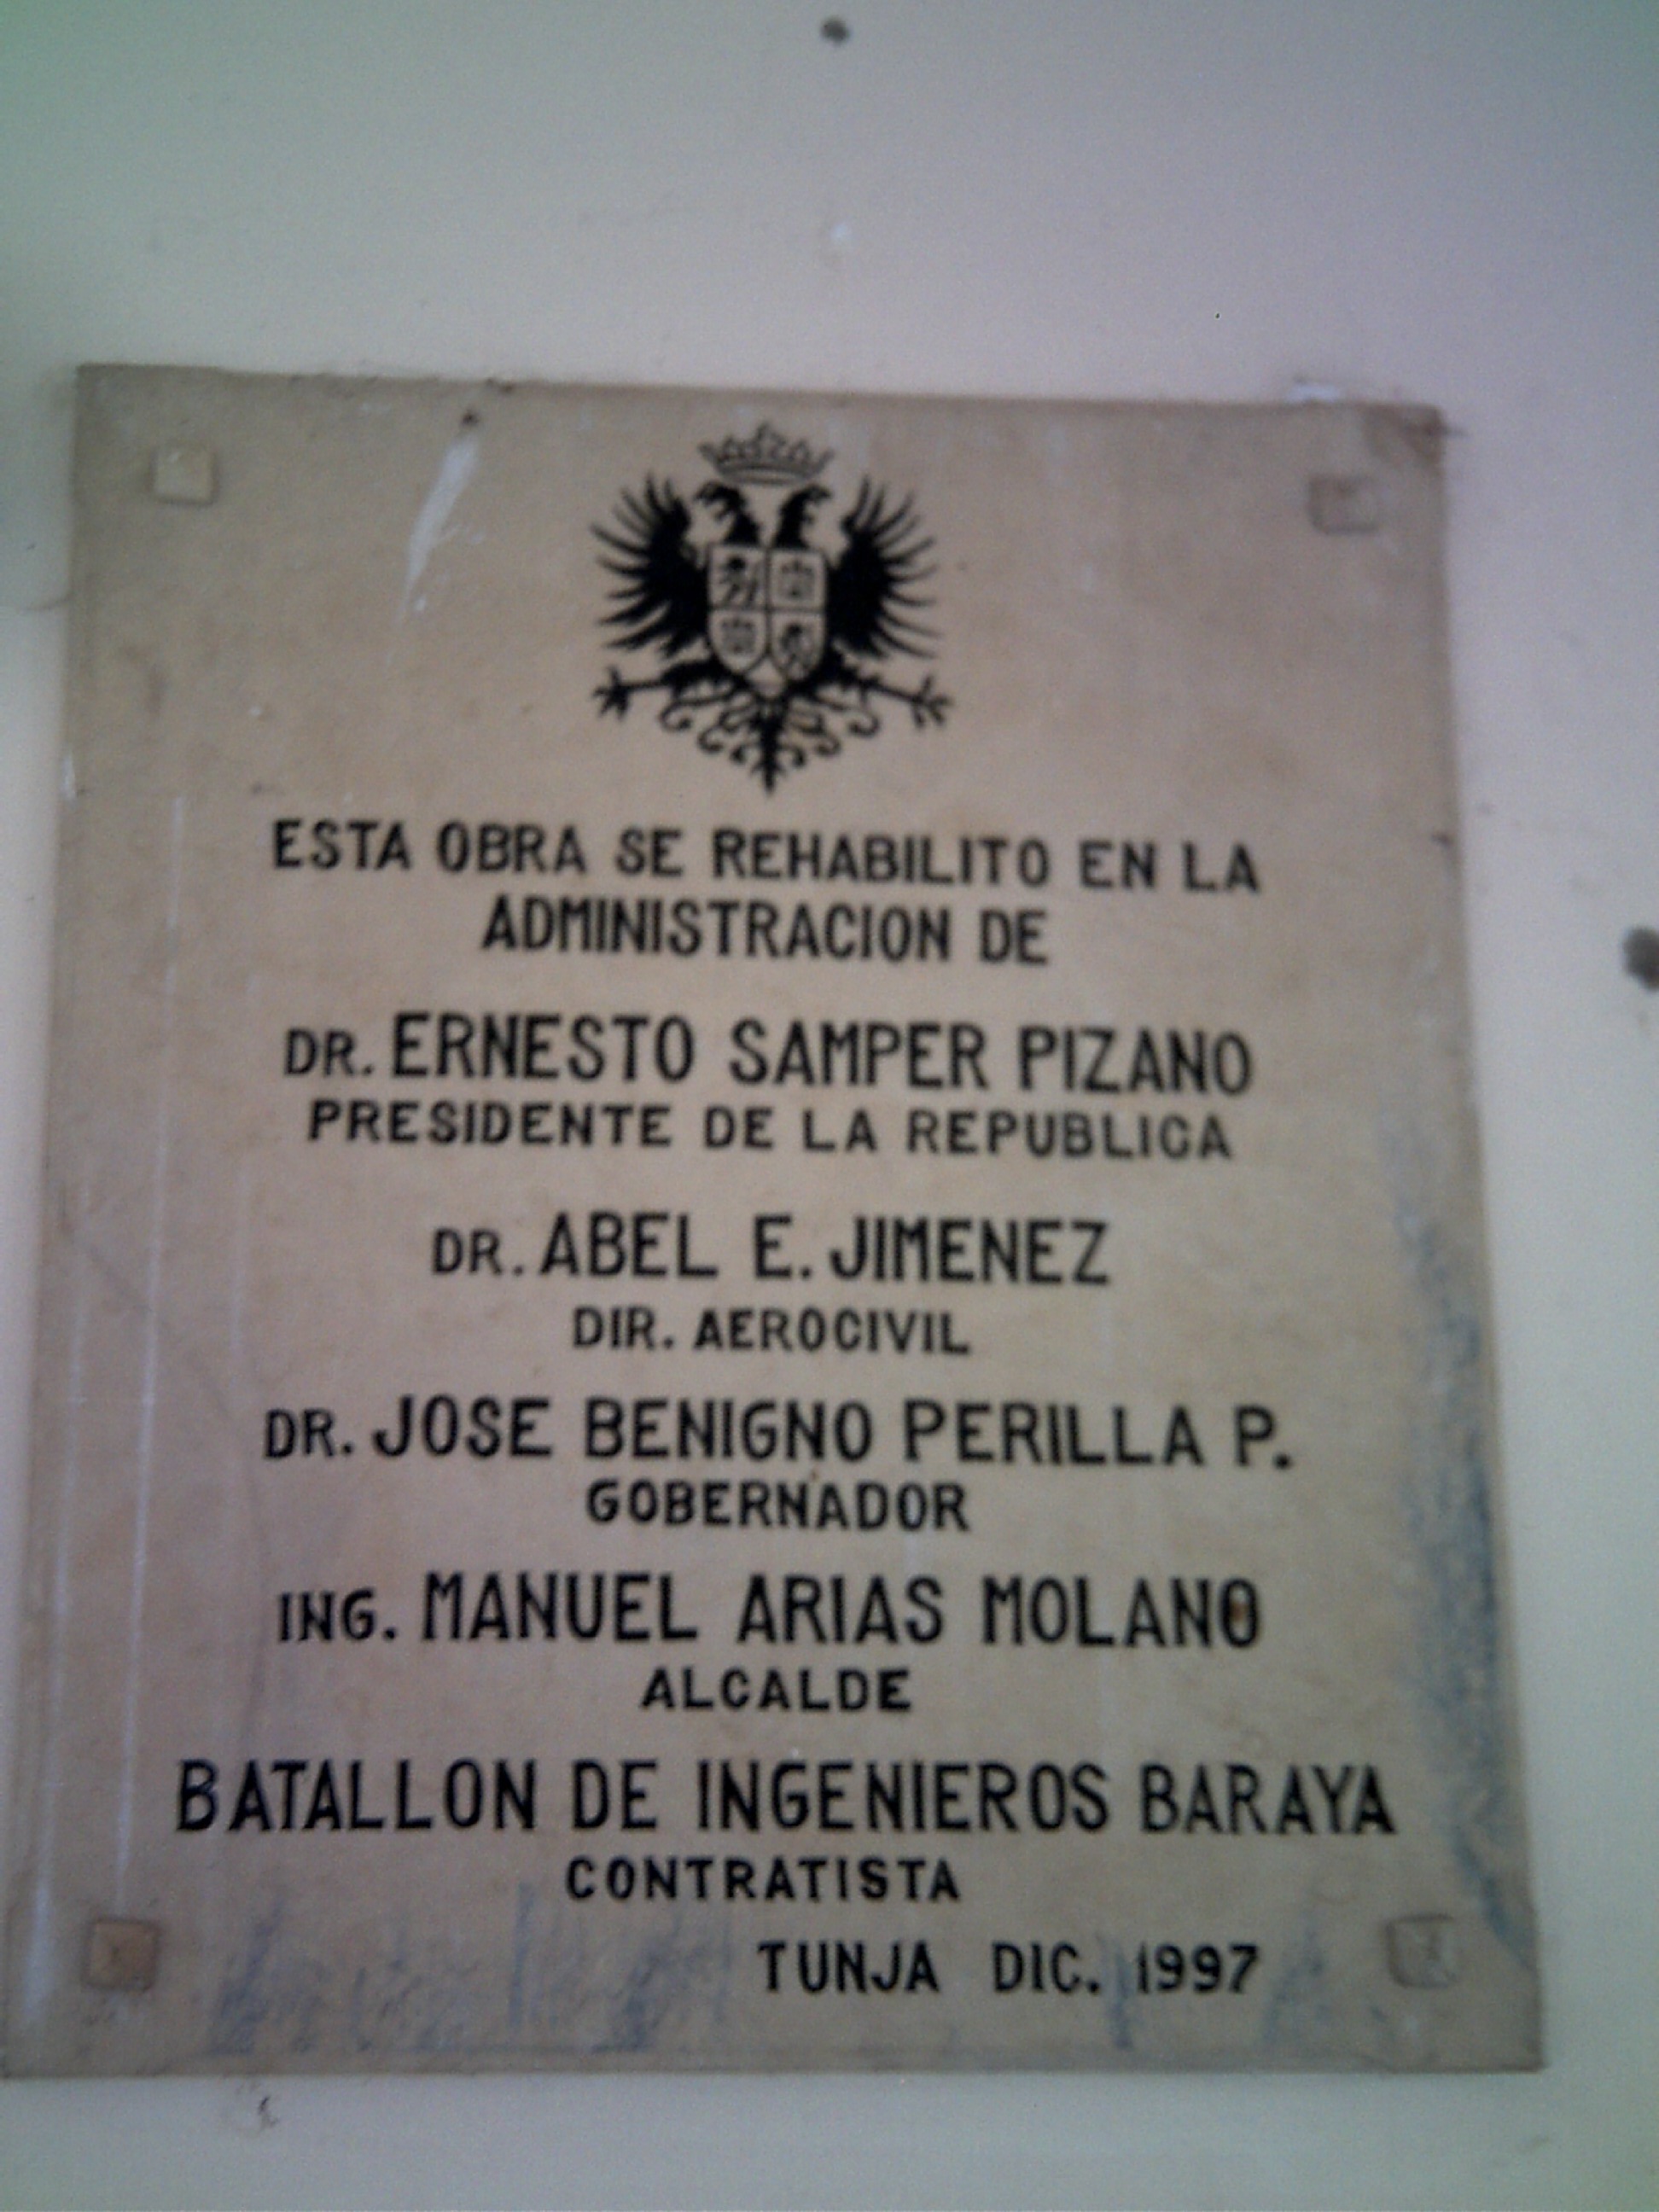 ESTA OBRA SE REHABILITO EN LA
ADMINISTRACION DE
DR. ERNESTO SAMPER PIZANO
PRESIDENTE DE LA REPUBLICA
DR. ABEL E. JIMENEZ
DIR. AEROCIVIL
DR. JOSE BENIGNO PERILLA P.
GOBERNADOR
ING. MANUEL ARIAS MOLANO
ALCALDE
BATALLON DE INGENIEROS BARAYA
CONTRATISTA
TUNJA DIC. 1997